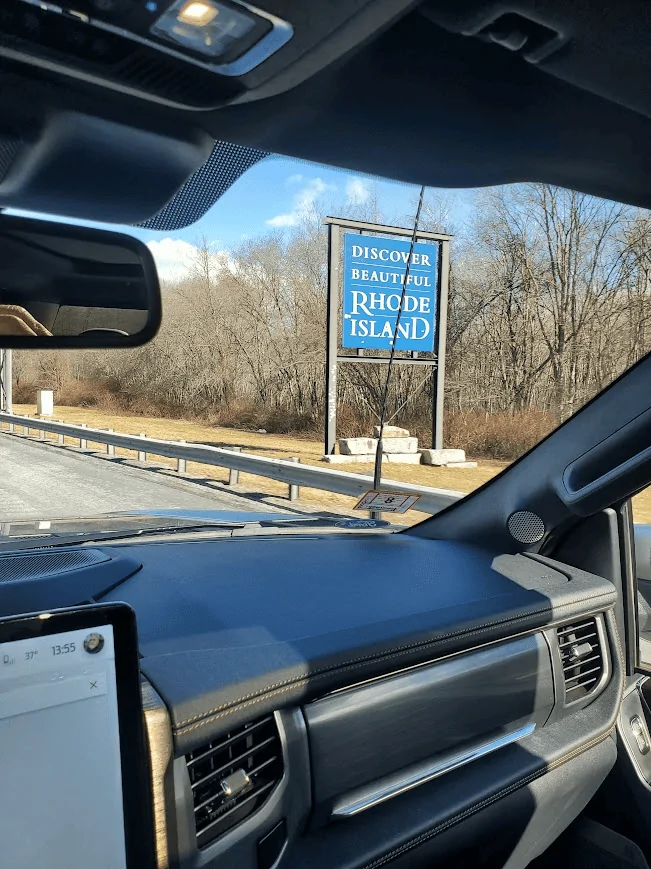 DISCOVER
BEAUTIFUL
RHODE
ISLAND
8
37° 13:55